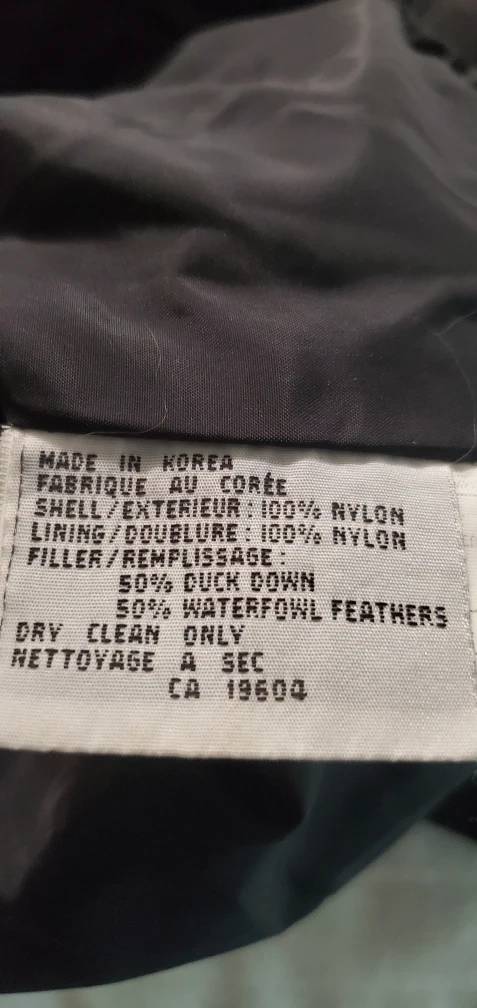 MADE IN KOREA
FABRIQUE AU CORÉE
SHELL/EXTERIEUR: 100% NYLON
LINING/DOUBLURE: 100% NYLON
FILLER/REMPLISSAGE:
50% DUCK DOWN
50% WATERFOWL FEATHERS
DRY CLEAN ONLY
NETTOYAGE A SEC
CA 19604